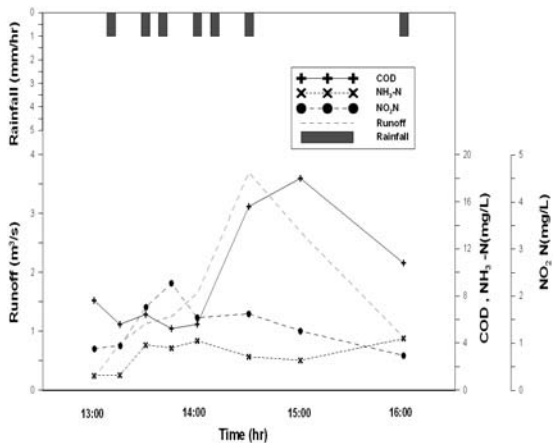 Rainfall (mm/hr)
0
1
2
3
4
5
COD
NH₃-N
NO₂N
Runoff
Rainfall
Runoff (m³/s)
4
3
2
1
0
COD , NH₃ -N(mg/L)
20
16
12
8
4
0
NO₂ N(mg/L)
5
4
3
2
1
0
13:00 14:00 15:00 16:00
Time (hr)